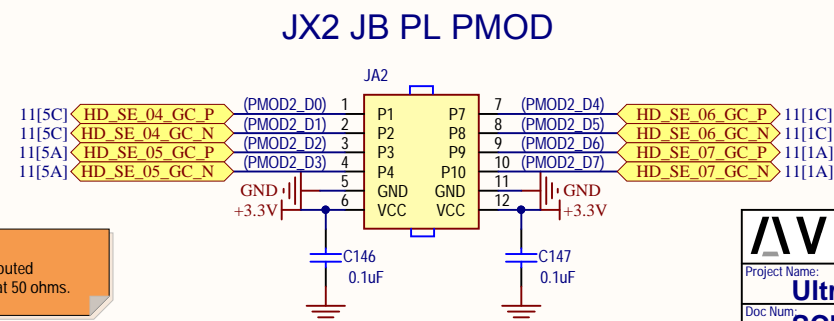 JX2 JB PL PMOD
JA2
11[5C] HD_SE_04_GC_P (PMOD2_D0) 1 P1 P7 7 (PMOD2_D4) HD_SE_06_GC_P 11[1C]
11[5C] HD_SE_04_GC_N (PMOD2_D1) 2 P2 P8 8 (PMOD2_D5) HD_SE_06_GC_N 11[1C]
11[5A] HD_SE_05_GC_P (PMOD2_D2) 3 P3 P9 9 (PMOD2_D6) HD_SE_07_GC_P 11[1A]
11[5A] HD_SE_05_GC_N (PMOD2_D3) 4 P4 P10 10 (PMOD2_D7) HD_SE_07_GC_N 11[1A]
GND 5 GND GND 11 GND
+3.3V 6 VCC VCC 12 +3.3V
C146
0.1uF
C147
0.1uF
at 50 ohms.
AV
Project Name:
Ultr
Doc Num: